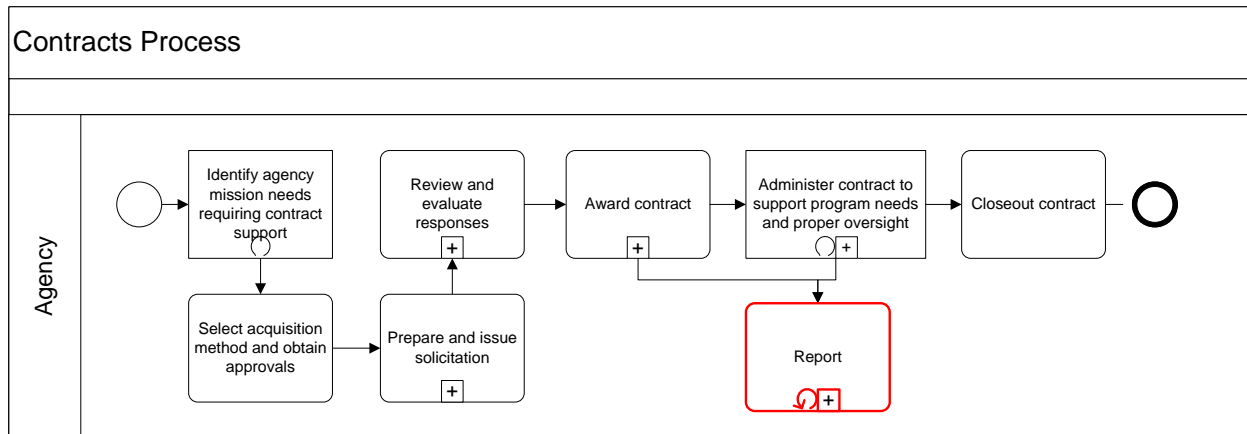 Contracts Process
Agency
Identify agency
mission needs
requiring contract
support
Select acquisition
method and obtain
approvals
Prepare and issue
solicitation
Review and
evaluate
responses
Award contract
Administer contract to
support program needs
and proper oversight
Report
Closeout contract